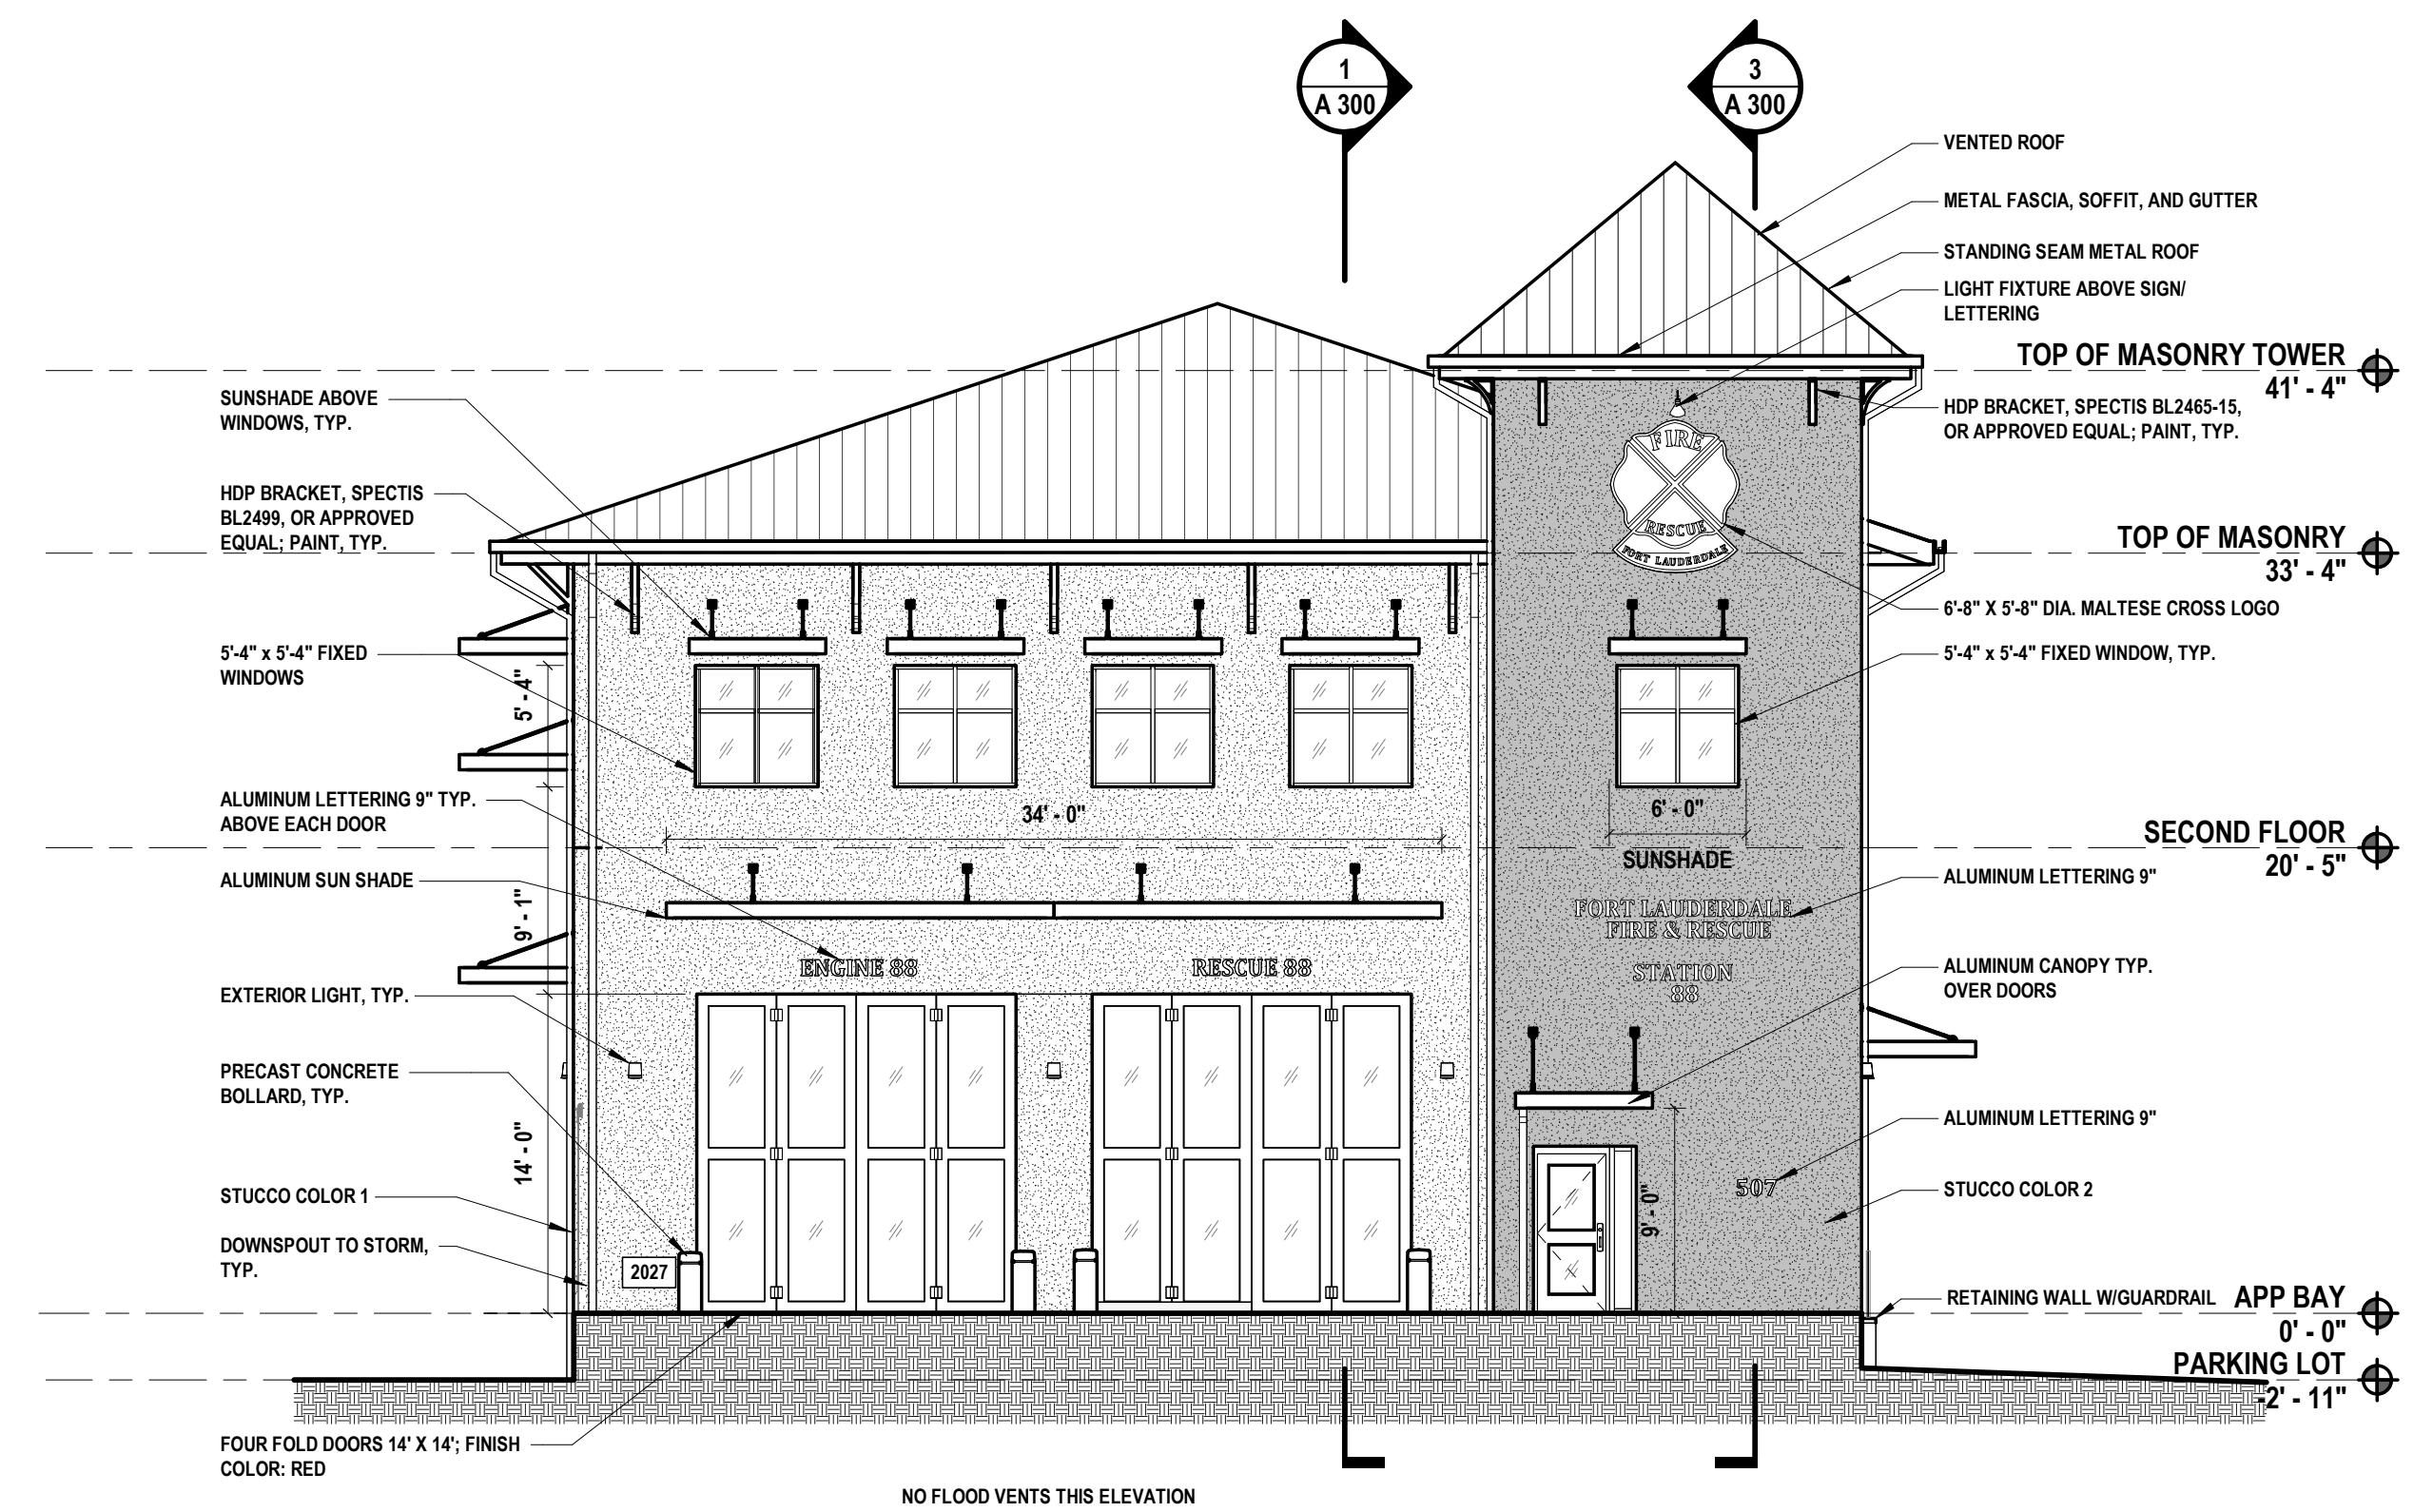 1
A 300
3
A 300
VENTED ROOF
METAL FASCIA, SOFFIT, AND GUTTER
STANDING SEAM METAL ROOF
LIGHT FIXTURE ABOVE SIGN/
LETTERING
TOP OF MASONRY TOWER
41' - 4"
HDP BRACKET, SPECTIS BL2465-15,
OR APPROVED EQUAL; PAINT, TYP.
SUNSHADE ABOVE
WINDOWS, TYP.
HDP BRACKET, SPECTIS
BL2499, OR APPROVED
EQUAL; PAINT, TYP.
FIRE
RESCUE
FORT LAUDERDALE
TOP OF MASONRY
33' - 4"
6'-8" X 5'-8" DIA. MALTESE CROSS LOGO
5'-4" x 5'-4" FIXED WINDOW, TYP.
5'-4" x 5'-4" FIXED
WINDOWS
5' - 4"
ALUMINUM LETTERING 9" TYP.
ABOVE EACH DOOR
34' - 0"
6' - 0"
SUNSHADE
SECOND FLOOR
20' - 5"
ALUMINUM SUN SHADE
ALUMINUM LETTERING 9"
9' - 1"
FORT LAUDERDALE
FIRE & RESCUE
STATION
88
ENGINE 88
RESCUE 88
ALUMINUM CANOPY TYP.
OVER DOORS
EXTERIOR LIGHT, TYP.
PRECAST CONCRETE
BOLLARD, TYP.
14' - 0"
ALUMINUM LETTERING 9"
507
9' - 0"
STUCCO COLOR 1
STUCCO COLOR 2
DOWNSPOUT TO STORM,
TYP.
2027
RETAINING WALL W/GUARDRAIL
APP BAY
0' - 0"
PARKING LOT
-2' - 11"
FOUR FOLD DOORS 14' X 14'; FINISH
COLOR: RED
NO FLOOD VENTS THIS ELEVATION